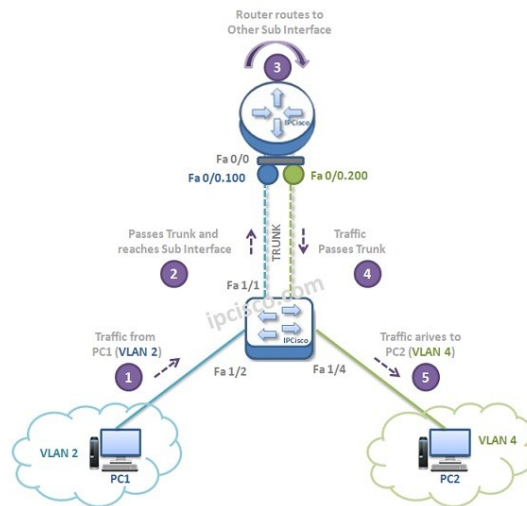 Router routes to
Other Sub Interface
3
IPCisco
Fa 0/0
Fa 0/0.100
Fa 0/0.200
Passes Trunk and
reaches Sub Interface
2
TRUNK
Traffic
Passes Trunk
4
Fa 1/1
ipcisco.com
IPCisco
Traffic from
PC1 (VLAN 2)
1
Fa 1/2
Fa 1/4
Traffic arives to
PC2 (VLAN 4)
5
VLAN 2
PC1
PC2
VLAN 4